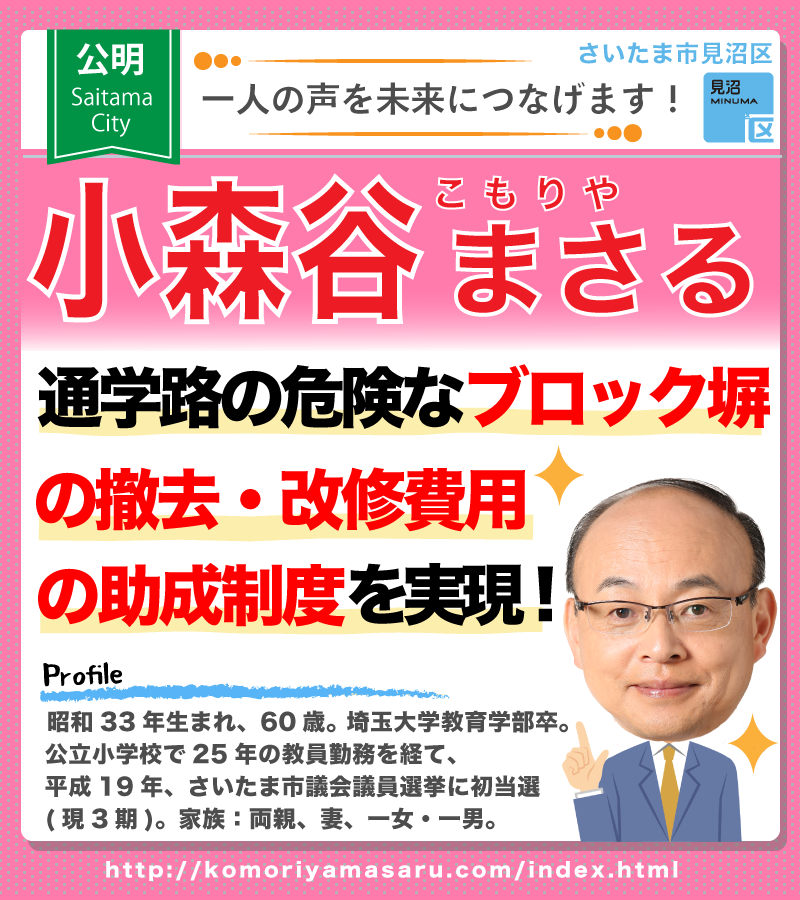 公明
Saitama
City
さいたま市見沼区
一人の声を未来につなげます！
見沼
MINUMA
区
こもりや
小森谷まさる
通学路の危険なブロック塀
の撤去・改修費用
の助成制度を実現！
Profile
昭和33年生まれ、60歳。埼玉大学教育学部卒。
公立小学校で25年の教員勤務を経て、
平成19年、さいたま市議会議員選挙に初当選
(現3期)。家族：両親、妻、一女・一男。
http://komoriyamasaru.com/index.html